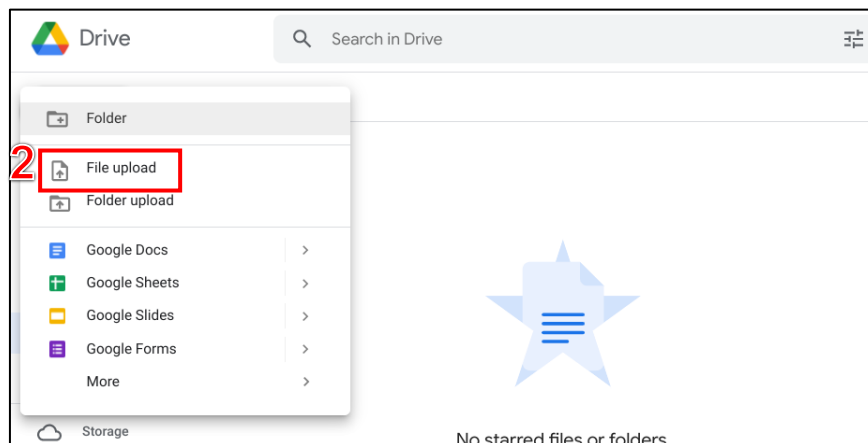 Drive
Search in Drive
Folder
2
File upload
Folder upload
Google Docs
Google Sheets
Google Slides
Google Forms
More
Storage
No starred files or folders